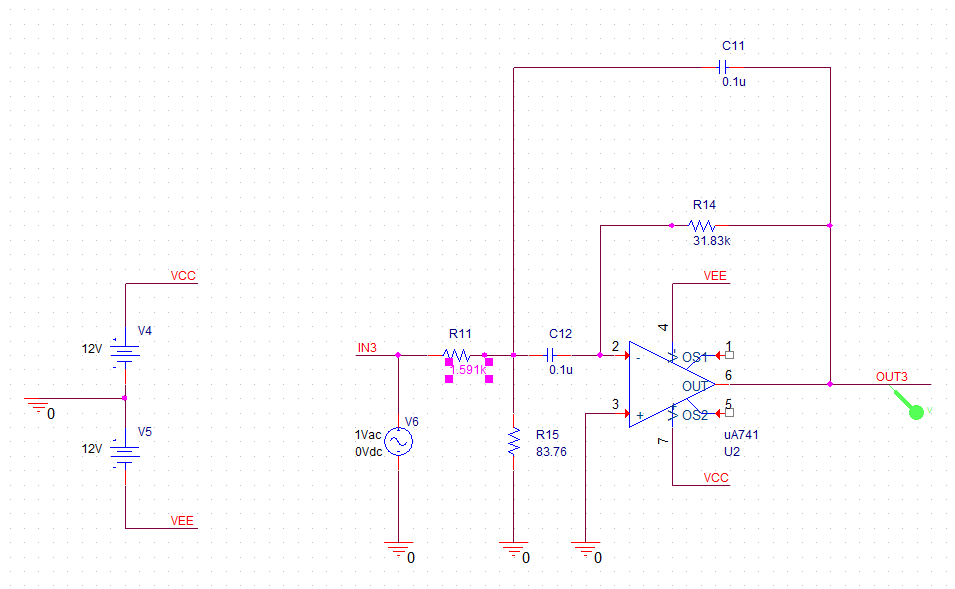 C11
0.1u
R14
31.83k
VCC
VEE
V4
12V
4
R11
C12
IN3
2
-
OS1
1
1.591k
0.1u
6
OUT
OUT3
0
3
+
OS2
5
V
V5
12V
1Vac
0Vdc
V6
R15
83.76
7
uA741
U2
VCC
VEE
0
0
0